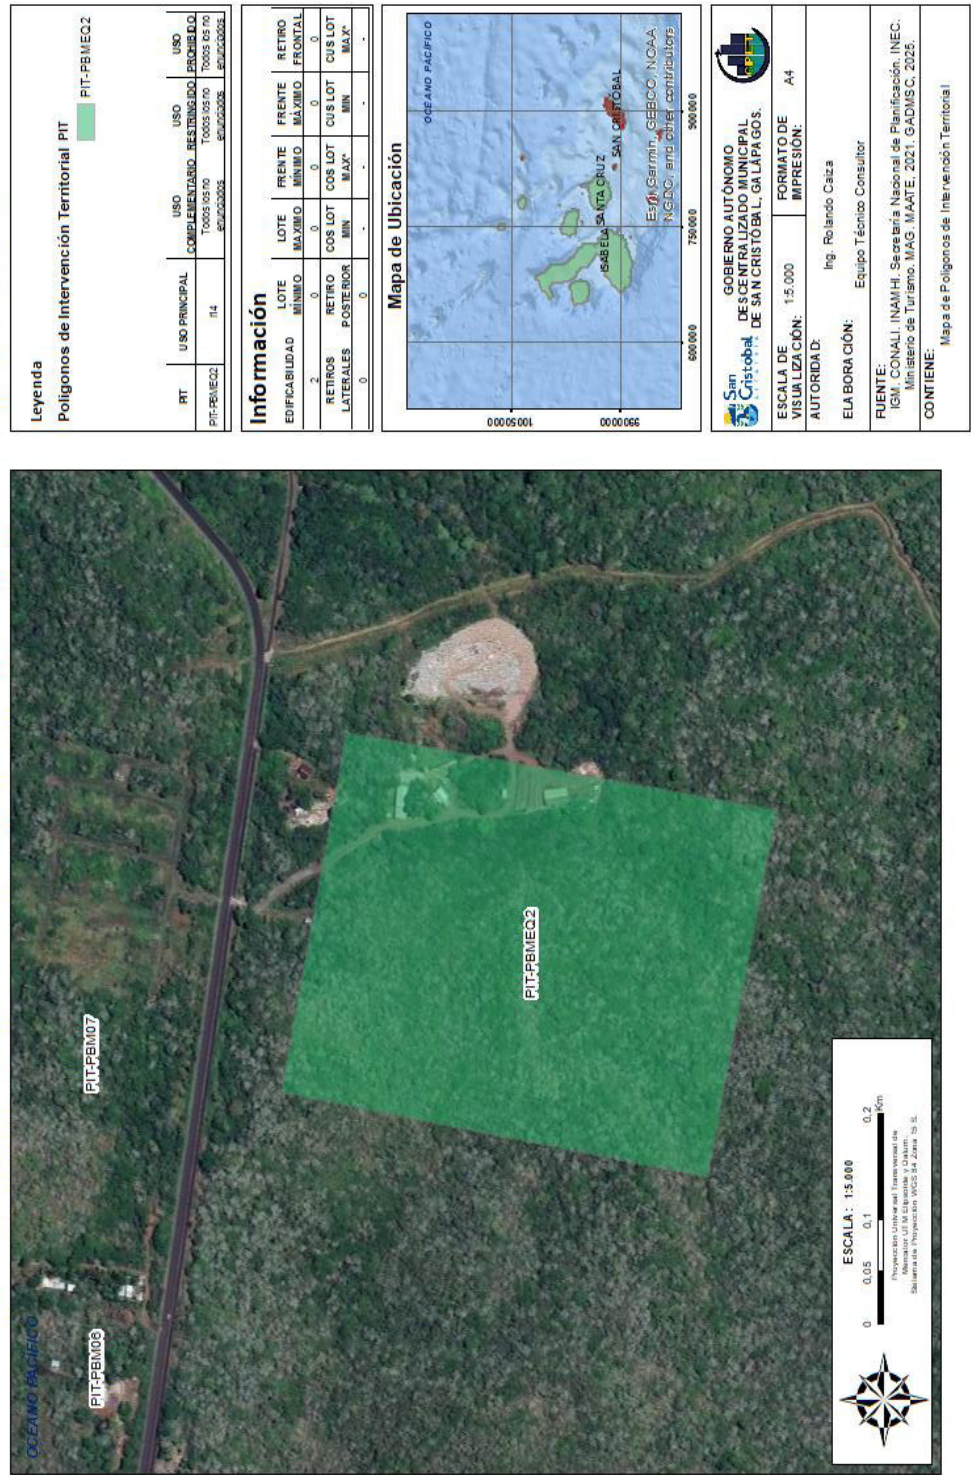 OCEANO PACIFICO
PIT-PBM06
PIT-PBM07
PIT-PBMEQ2
ESCALA: 1:5.000
0 0,05 0,1 0,2
Km
Proyección Universal Transversal de
Mercator UTM Elipsoide y Datum:
Sistema de Proyección WGS 84 Zona 15 S.
Leyenda
Polígonos de Intervención Territorial PIT
PIT-PBMEQ2
PIT USO PRINCIPAL USO COMPLEMENTARIO USO RESTRINGIDO USO PROHIBIDO
PIT-PBMEQ2 r14 Todos los no enunciados Todos los no enunciados Todos los no enunciados
Información
EDIFICABILIDAD LOTE MÍNIMO LOTE MÁXIMO FRENTE MÍNIMO FRENTE MÁXIMO RETIRO FRONTAL
2 0 0 0 0 0
RETIROS LATERALES RETIRO POSTERIOR COS LOT MIN COS LOT MAX* CUS LOT MIN CUS LOT MAX*
0 0 - - - -
Mapa de Ubicación
OCEANO PACIFICO
ISABELA
SANTA CRUZ
SAN CRISTÓBAL
Esri, Garmin, GEBCO, NOAA
NGDC, and other contributors
10005000
9900000
600000 750000 900000
San
Cristobal
GOBIERNO AUTÓNOMO
DESCENTRALIZADO MUNICIPAL
DE SAN CRISTÓBAL, GALÁPAGOS.
ESCALA DE
VISUALIZACIÓN: 1:5.000
FORMATO DE
IMPRESIÓN: A4
AUTORIDAD:
Ing. Rolando Caiza
ELABORACIÓN:
Equipo Técnico Consultor
FUENTE:
IGM. CONALI. INAMHI. Secretaría Nacional de Planificación. INEC.
Ministerio de Turismo. MAG. MAATE, 2021. GADMSC, 2025.
CONTIENE:
Mapa de Polígonos de Intervención Territorial